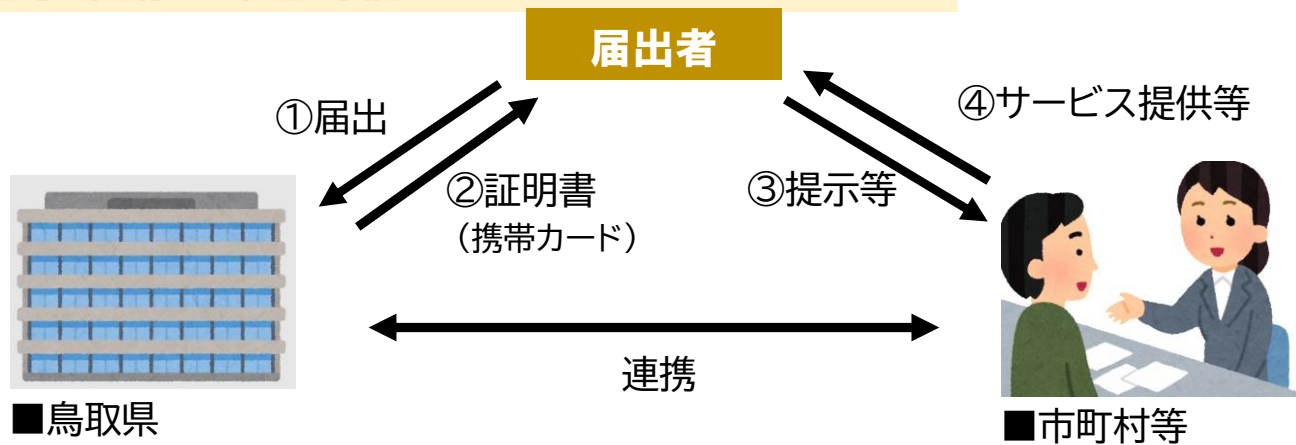 届出者
①届出
②証明書
（携帯カード）
③提示等
④サービス提供等
連携
■鳥取県
■市町村等